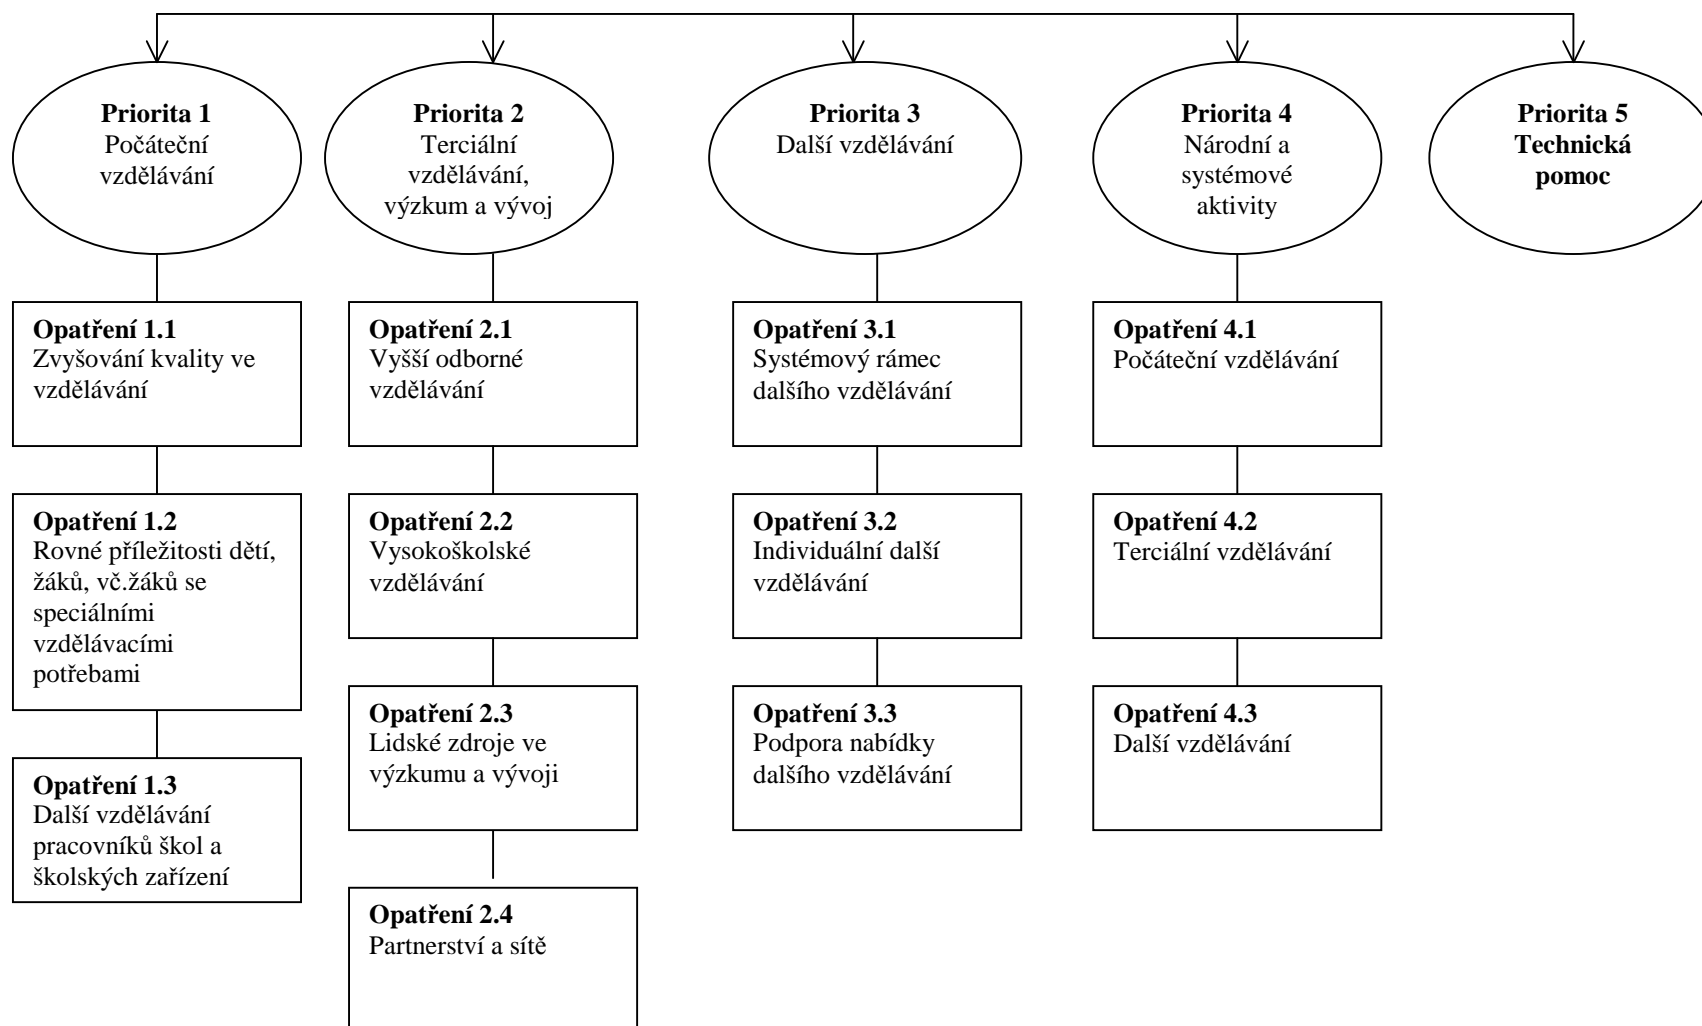 Priorita 1
Počáteční
vzdělávání
Priorita 2
Terciální
vzdělávání,
výzkum a vývoj
Priorita 3
Další vzdělávání
Priorita 4
Národní a
systémové
aktivity
Priorita 5
Technická
pomoc
Opatření 1.1
Zvyšování kvality ve
vzdělávání
Opatření 2.1
Vyšší odborné
vzdělávání
Opatření 3.1
Systémový rámec
dalšího vzdělávání
Opatření 4.1
Počáteční vzdělávání
Opatření 1.2
Rovné příležitosti dětí,
žáků, vč.žáků se
speciálními
vzdělávacími
potřebami
Opatření 2.2
Vysokoškolské
vzdělávání
Opatření 3.2
Individuální další
vzdělávání
Opatření 4.2
Terciální vzdělávání
Opatření 1.3
Další vzdělávání
pracovníků škol a
školských zařízení
Opatření 2.3
Lidské zdroje ve
výzkumu a vývoji
Opatření 3.3
Podpora nabídky
dalšího vzdělávání
Opatření 4.3
Další vzdělávání
Opatření 2.4
Partnerství a sítě